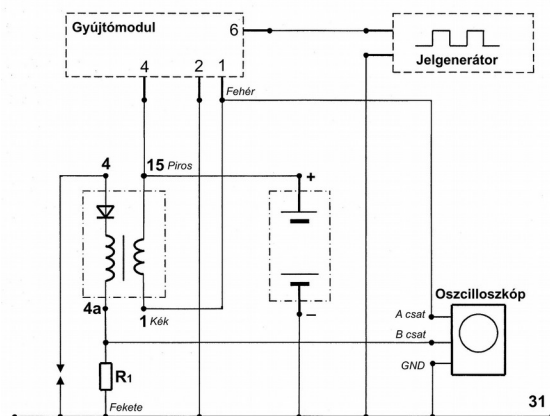 Gyújtómodul
6
4
2
1
Jelgenerátor
Fehér
4
15 Piros
+
4a
1 Kék
–
Oszcilloszkóp
A csat
B csat
GND
R1
Fekete
31